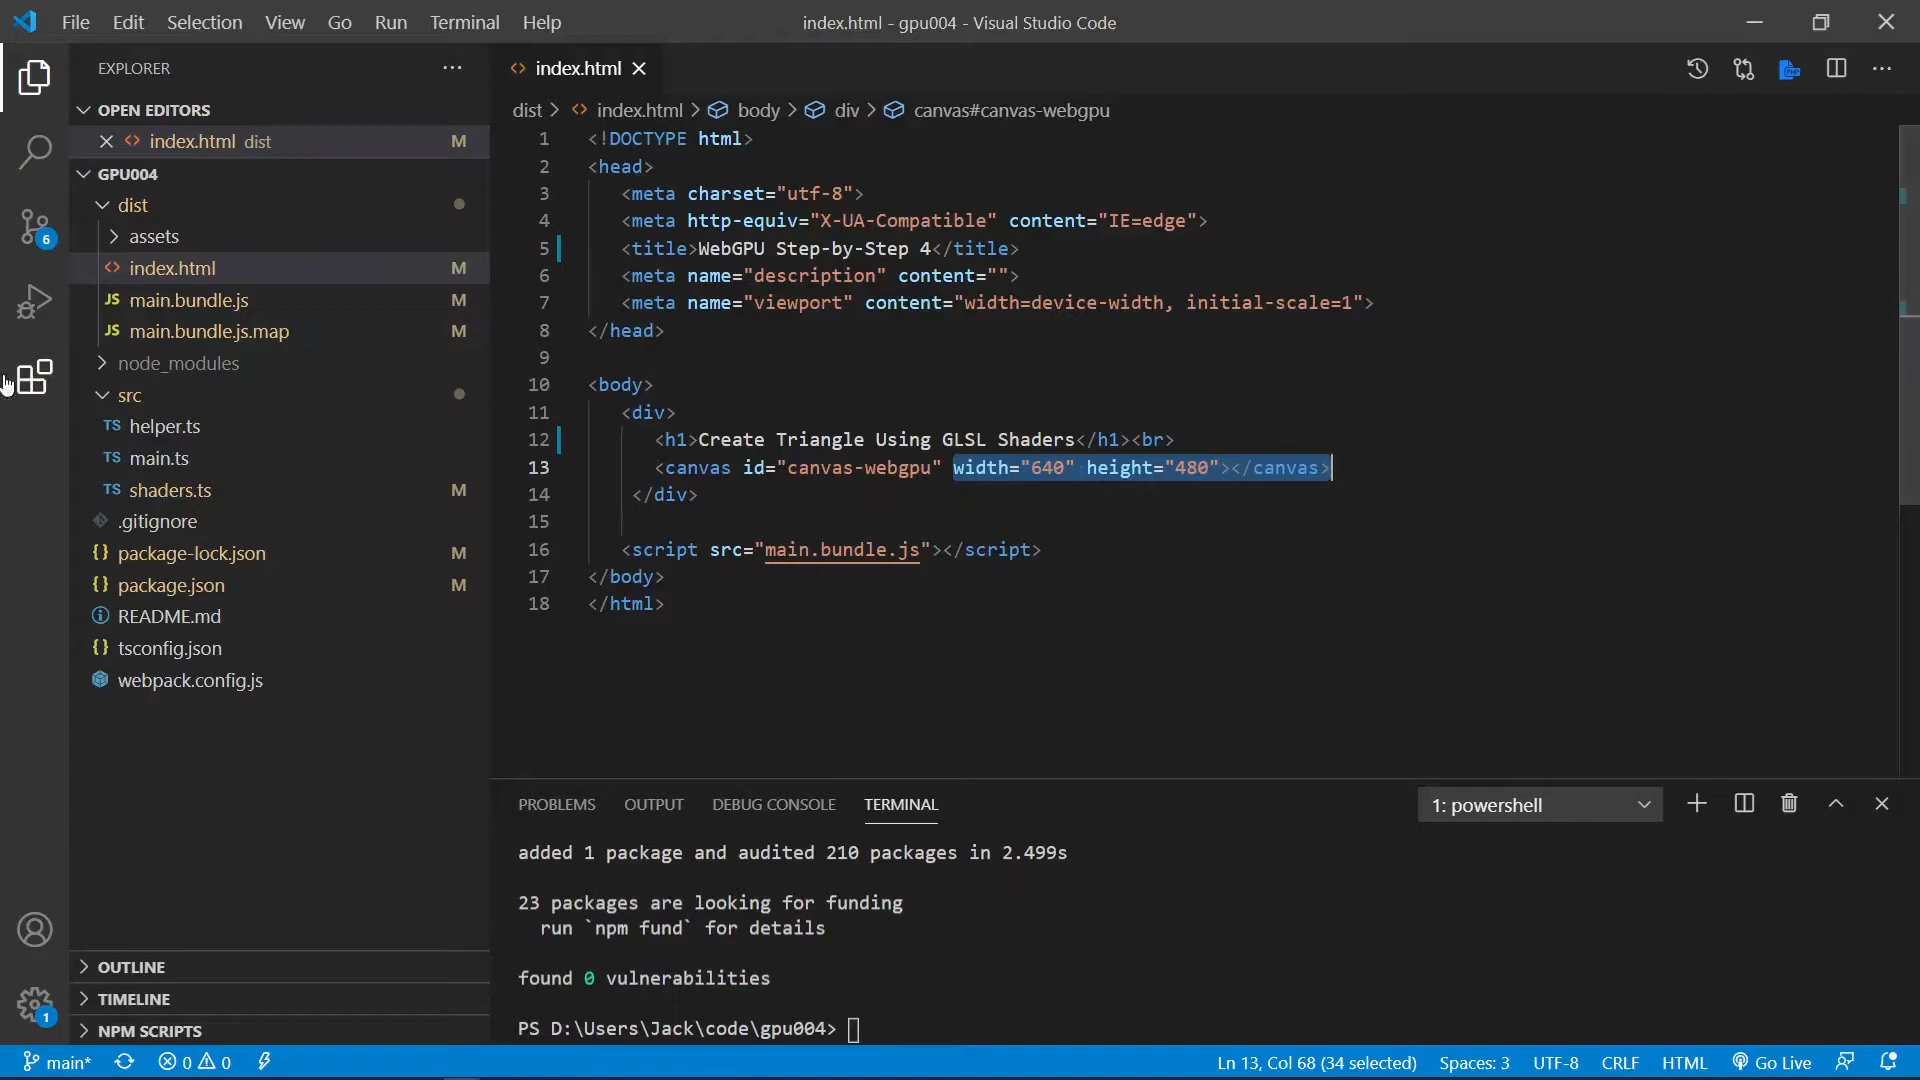 File Edit Selection View Go Run Terminal Help
index.html - gpu004 - Visual Studio Code
EXPLORER
OPEN EDITORS
index.html dist M
GPU004
dist
assets
index.html M
main.bundle.js M
main.bundle.js.map M
node_modules
src
helper.ts
main.ts
shaders.ts M
.gitignore
package-lock.json M
package.json M
README.md
tsconfig.json
webpack.config.js
OUTLINE
TIMELINE
NPM SCRIPTS
6
1
JS
JS
TS
TS
TS
index.html
dist > index.html > body > div > canvas#canvas-webgpu
1 <!DOCTYPE html>
2 <head>
3 <meta charset="utf-8">
4 <meta http-equiv="X-UA-Compatible" content="IE=edge">
5 <title>WebGPU Step-by-Step 4</title>
6 <meta name="description" content="">
7 <meta name="viewport" content="width=device-width, initial-scale=1">
8 </head>
9
10 <body>
11 <div>
12 <h1>Create Triangle Using GLSL Shaders</h1><br>
13 <canvas id="canvas-webgpu" width="640" height="480"></canvas>
14 </div>
15
16 <script src="main.bundle.js"></script>
17 </body>
18 </html>
PROBLEMS OUTPUT DEBUG CONSOLE TERMINAL
1: powershell
added 1 package and audited 210 packages in 2.499s
23 packages are looking for funding
run `npm fund` for details
found 0 vulnerabilities
PS D:\Users\Jack\code\gpu004>
main* 0 0
Ln 13, Col 68 (34 selected) Spaces: 3 UTF-8 CRLF HTML Go Live